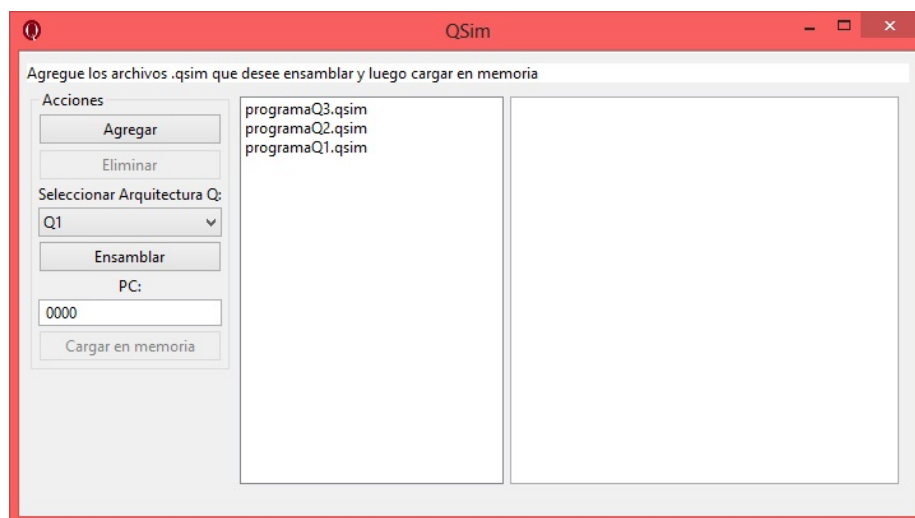 QSim
Agregue los archivos .qsim que desee ensamblar y luego cargar en memoria
Acciones
Agregar
Eliminar
Seleccionar Arquitectura Q:
Q1
Ensamblar
PC:
0000
Cargar en memoria
programaQ3.qsim
programaQ2.qsim
programaQ1.qsim